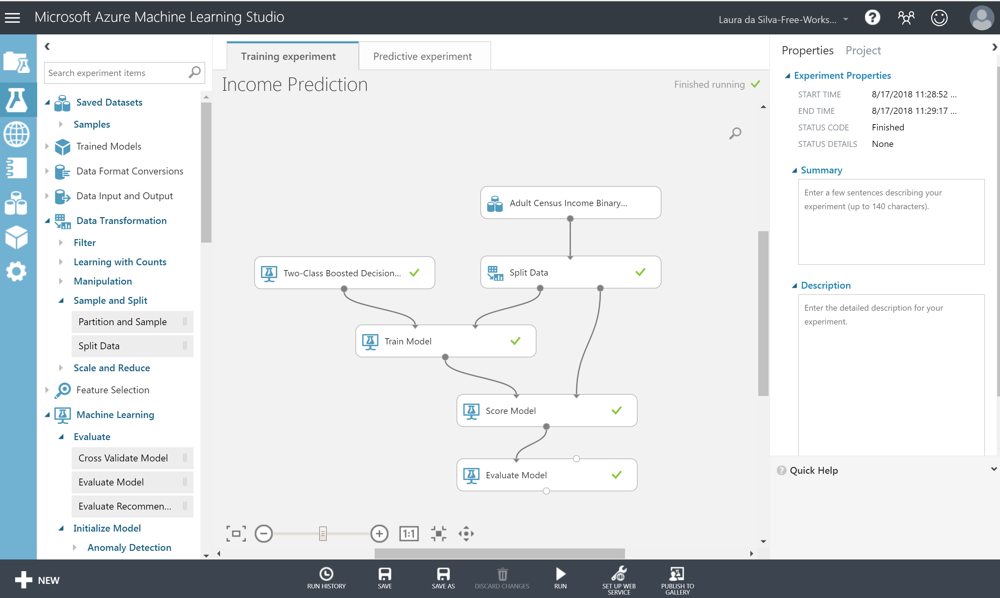 Microsoft Azure Machine Learning Studio
Laura da Silva-Free-Works...
?
Search experiment items
Saved Datasets
Samples
Trained Models
Data Format Conversions
Data Input and Output
Data Transformation
Filter
Learning with Counts
Manipulation
Sample and Split
Partition and Sample
Split Data
Scale and Reduce
Feature Selection
Machine Learning
Evaluate
Cross Validate Model
Evaluate Model
Evaluate Recommen...
Initialize Model
Anomaly Detection
Training experiment
Predictive experiment
Income Prediction
Finished running
Adult Census Income Binary...
Two-Class Boosted Decision...
Split Data
Train Model
Score Model
Evaluate Model
1:1
Properties
Project
Experiment Properties
START TIME 8/17/2018 11:28:52 ...
END TIME 8/17/2018 11:29:17 ...
STATUS CODE Finished
STATUS DETAILS None
Summary
Enter a few sentences describing your
experiment (up to 140 characters).
Description
Enter the detailed description for your
experiment.
? Quick Help
NEW
RUN HISTORY
SAVE
SAVE AS
DISCARD CHANGES
RUN
SET UP WEB
SERVICE
PUBLISH TO
GALLERY